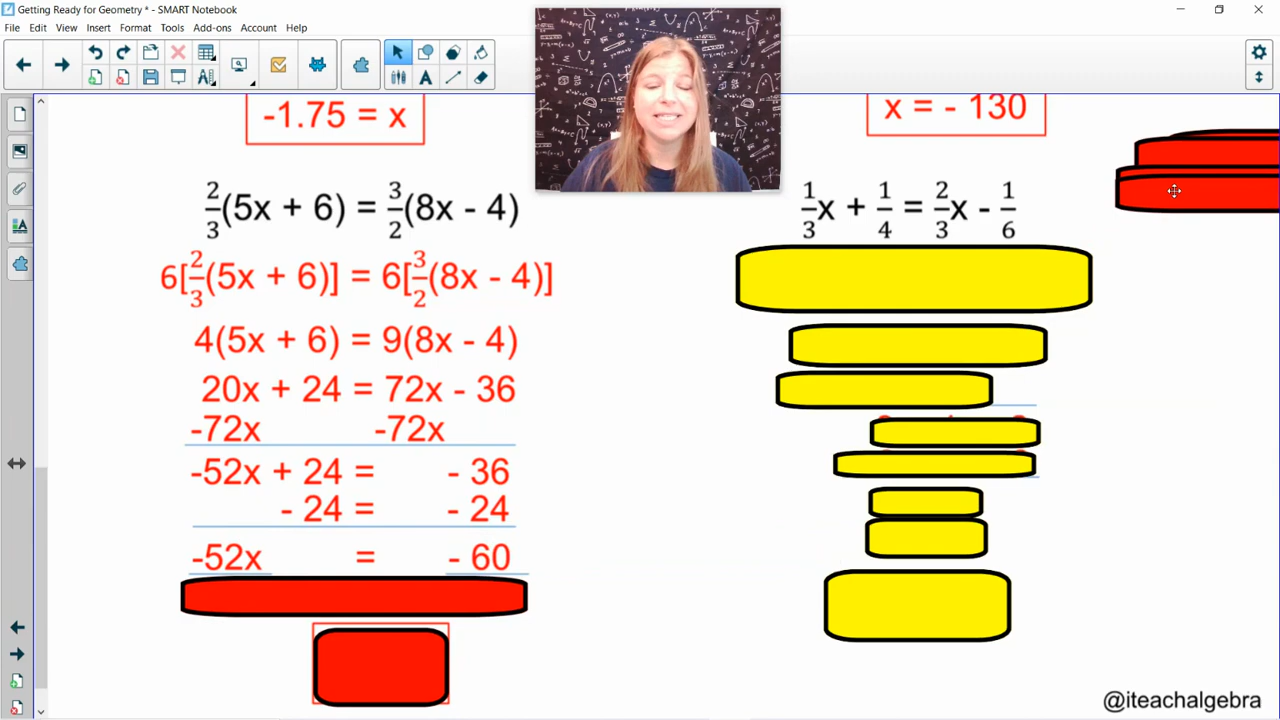 Getting Ready for Geometry * - SMART Notebook
File Edit View Insert Format Tools Add-ons Account Help
-1.75 = x
x = - 130
2/3(5x + 6) = 3/2(8x - 4)
6[2/3(5x + 6)] = 6[3/2(8x - 4)]
4(5x + 6) = 9(8x - 4)
20x + 24 = 72x - 36
-72x -72x
-52x + 24 = - 36
- 24 = - 24
-52x = - 60
1/3x + 1/4 = 2/3x - 1/6
@iteachalgebra